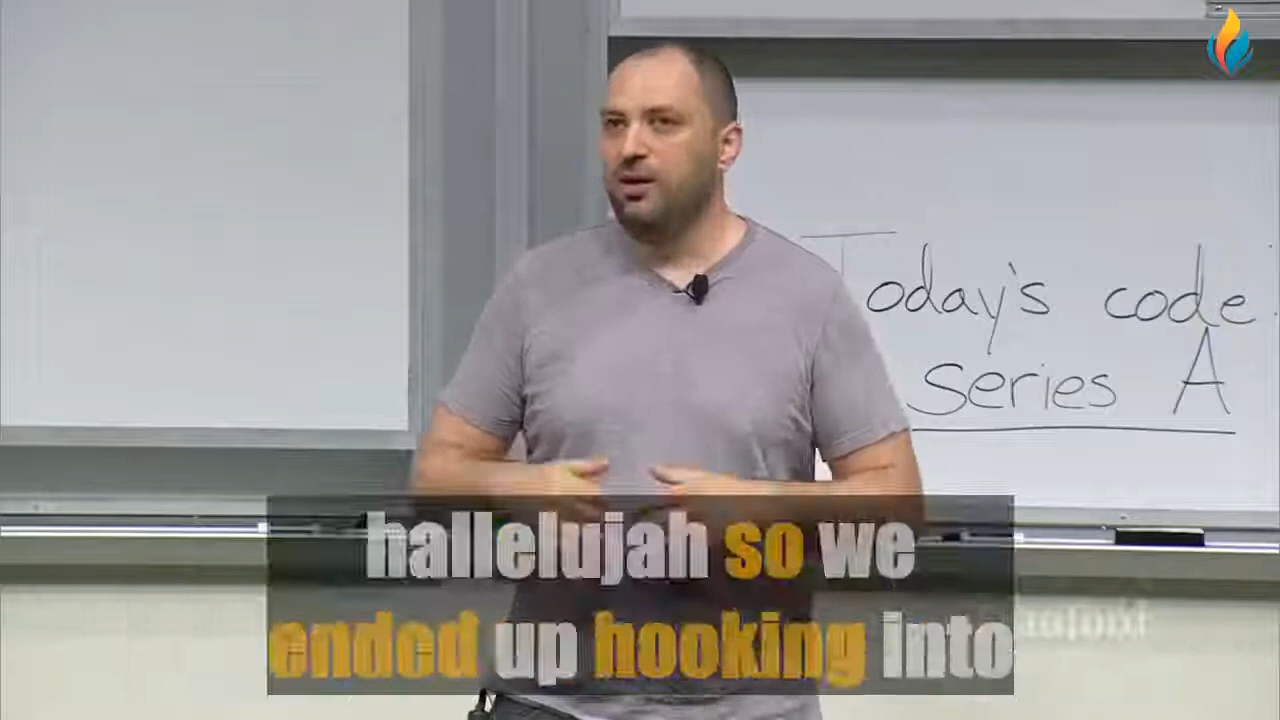 Today's code:
series A
hallelujah so we
ended up hooking into